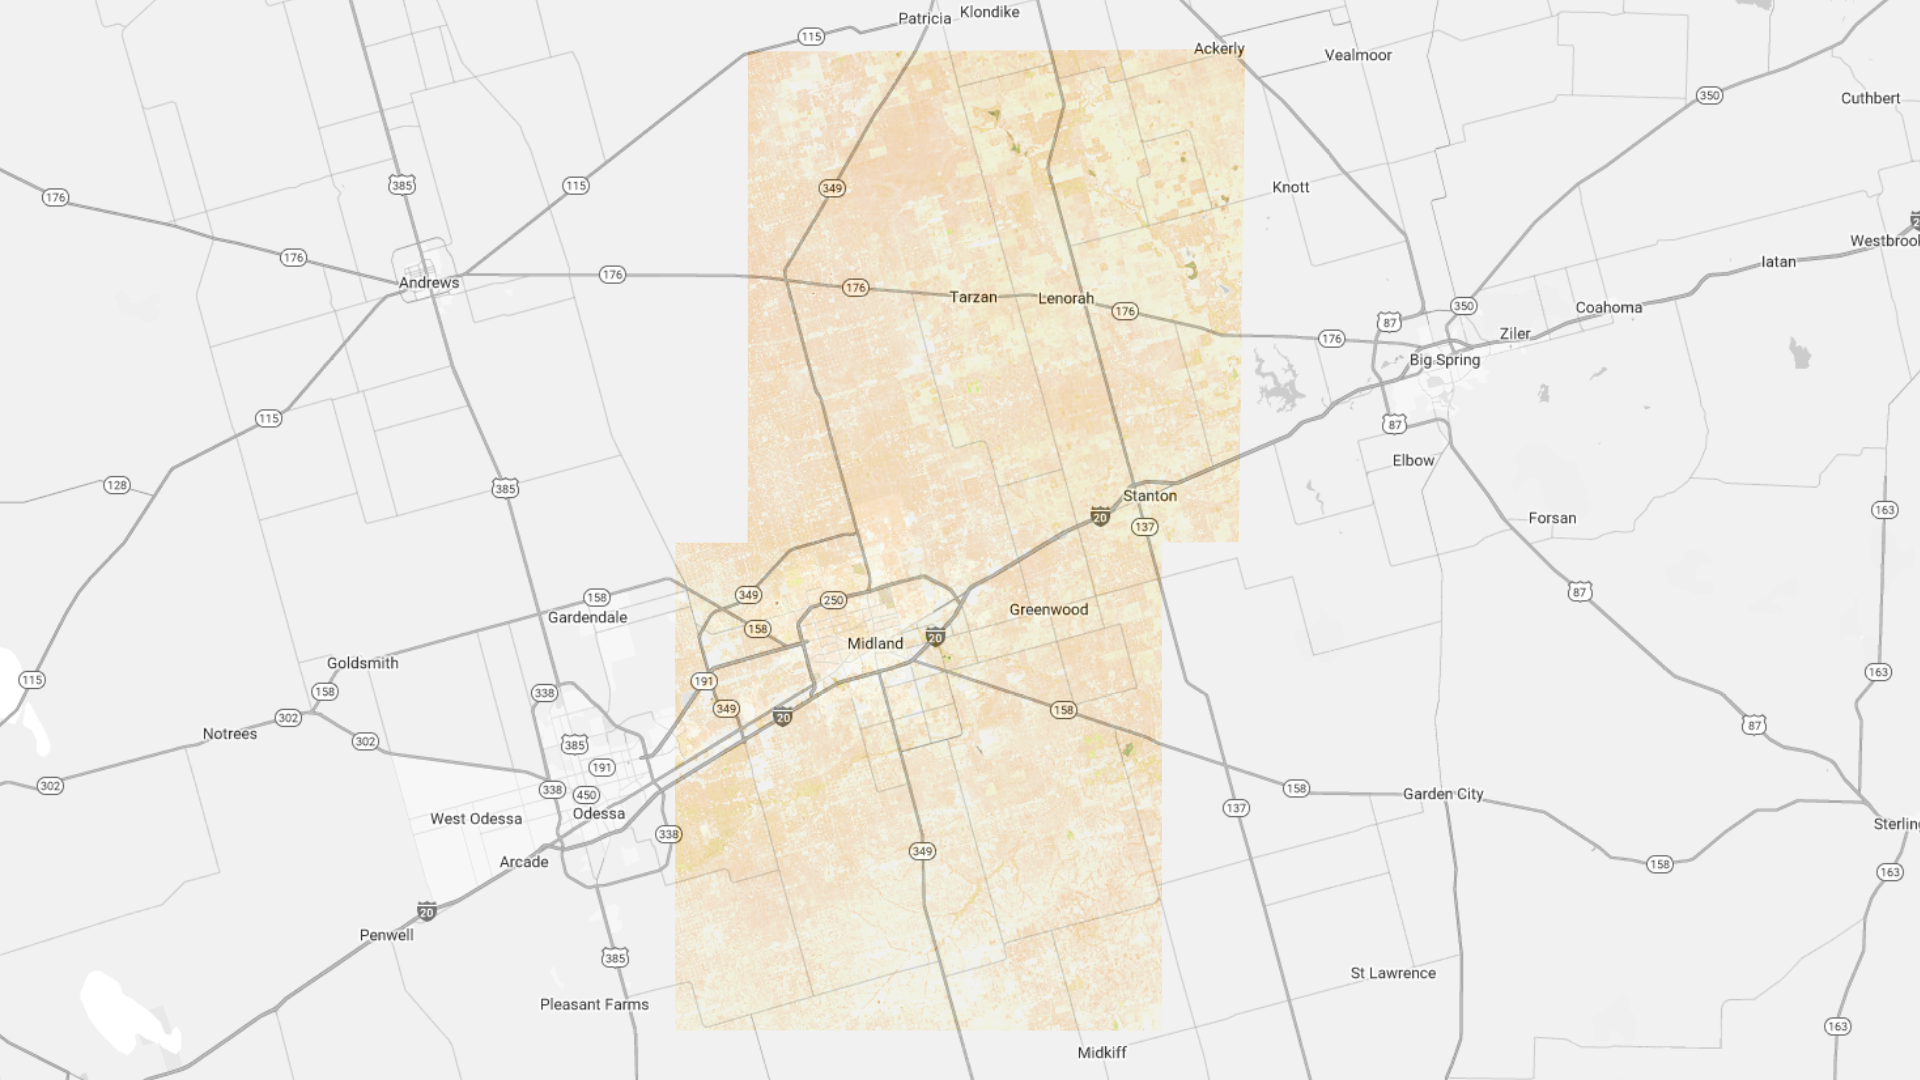 Patricia
Klondike
115
Ackerly
Vealmoor
350
Cuthbert
385
115
176
349
Knott
176
Westbrook
Iatan
176
176
Andrews
176
Tarzan
Lenorah
176
350
Coahoma
87
Ziler
176
Big Spring
115
87
Elbow
128
385
Stanton
163
20
137
Forsan
158
349
250
87
Gardendale
Greenwood
158
20
Midland
Goldsmith
163
115
191
158
338
349
158
302
20
87
Notrees
302
385
191
302
338
450
158
Garden City
137
West Odessa
Odessa
Sterling
338
349
Arcade
158
163
20
Penwell
385
St Lawrence
Pleasant Farms
163
Midkiff